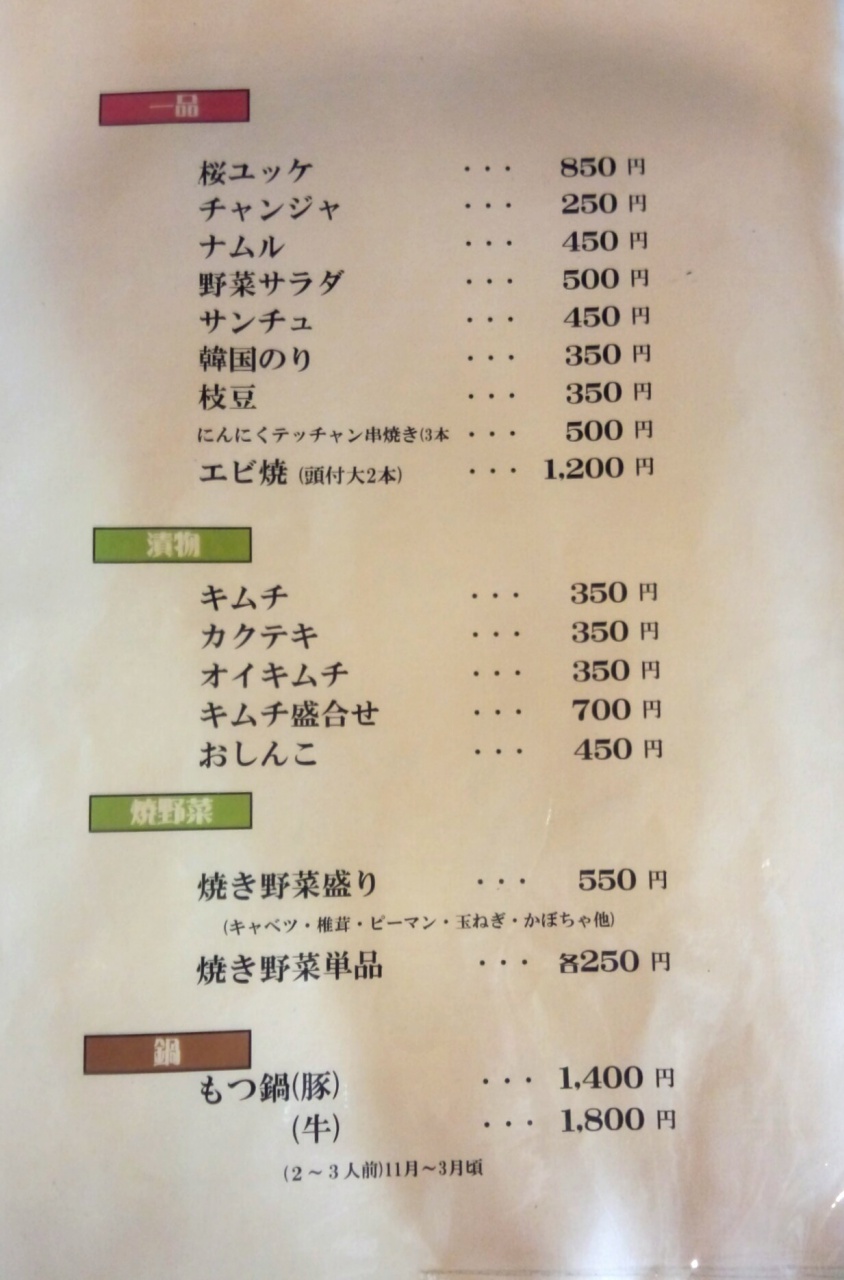 一品
桜ユッケ ・・・ 850 円
チャンジャ ・・・ 250 円
ナムル ・・・ 450 円
野菜サラダ ・・・ 500 円
サンチュ ・・・ 450 円
韓国のり ・・・ 350 円
枝豆 ・・・ 350 円
にんにくテッチャン串焼き(3本 ・・・ 500 円
エビ焼 (頭付大2本) ・・・ 1,200 円
漬物
キムチ ・・・ 350 円
カクテキ ・・・ 350 円
オイキムチ ・・・ 350 円
キムチ盛合せ ・・・ 700 円
おしんこ ・・・ 450 円
焼野菜
焼き野菜盛り ・・・ 550 円
(キャベツ・椎茸・ピーマン・玉ねぎ・かぼちゃ他)
焼き野菜単品 ・・・ 各250 円
鍋
もつ鍋(豚) ・・・ 1,400 円
(牛) ・・・ 1,800 円
(2～3人前)11月～3月頃